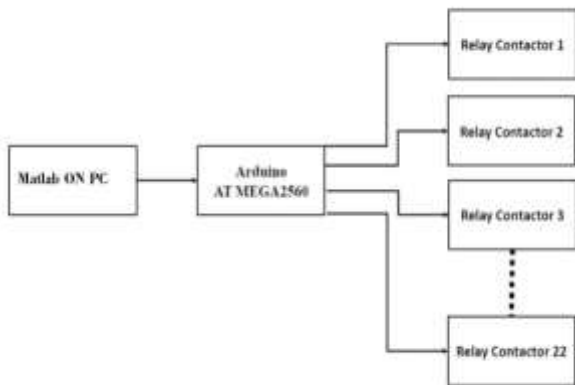 Relay Contactor 1
Relay Contactor 2
Matlab ON PC
Arduino
AT MEGA2560
Relay Contactor 3
Relay Contactor 22